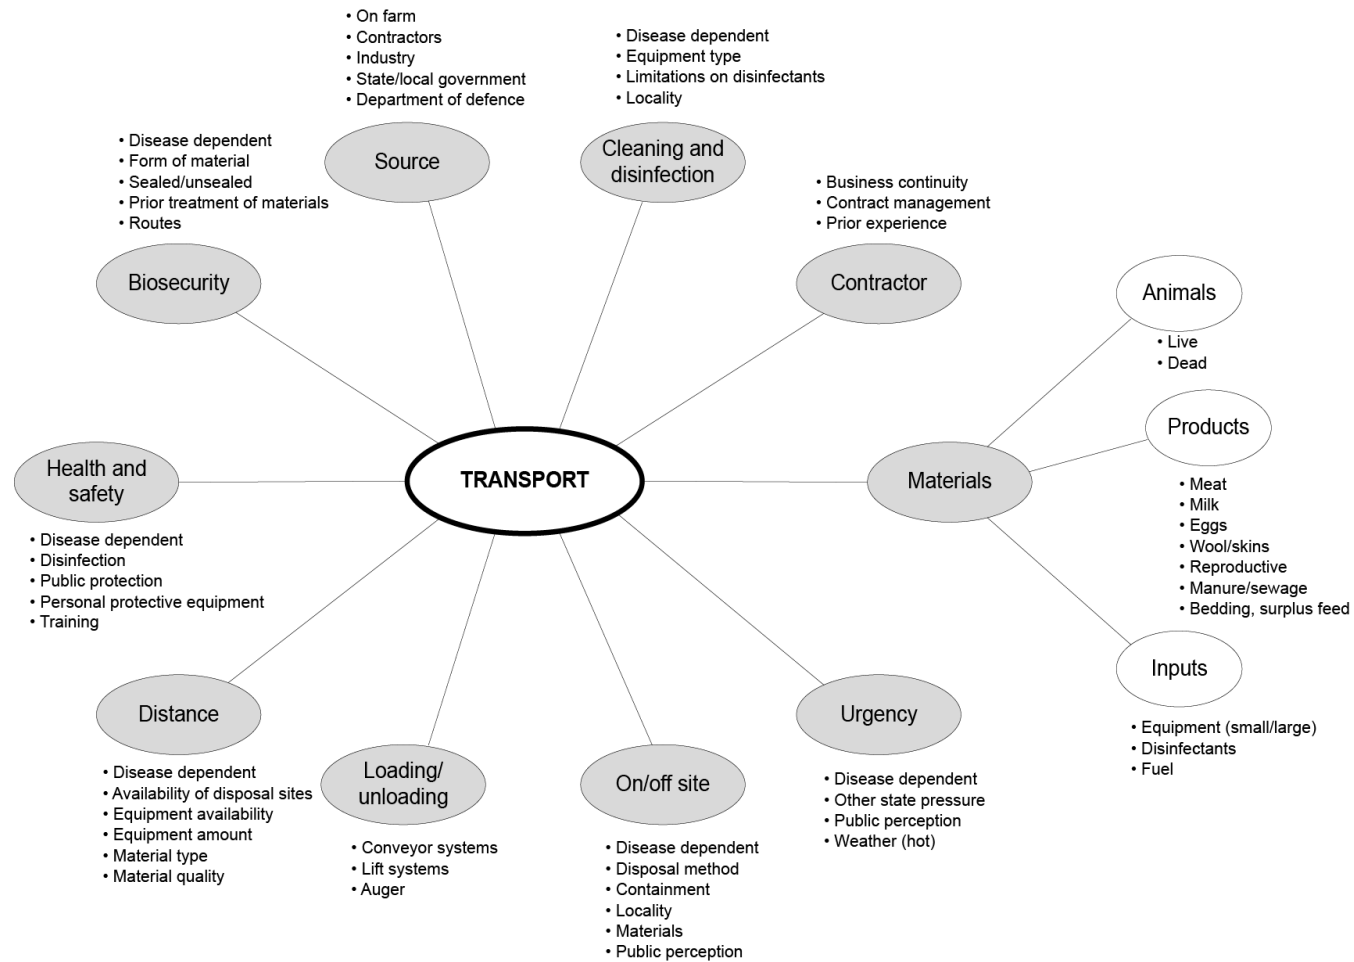 • On farm
• Contractors
• Industry
• State/local government
• Department of defence
Source
• Disease dependent
• Equipment type
• Limitations on disinfectants
• Locality
Cleaning and
disinfection
• Disease dependent
• Form of material
• Sealed/unsealed
• Prior treatment of materials
• Routes
Biosecurity
• Business continuity
• Contract management
• Prior experience
Contractor
Animals
• Live
• Dead
Products
• Meat
• Milk
• Eggs
• Wool/skins
• Reproductive
• Manure/sewage
• Bedding, surplus feed
Health and
safety
• Disease dependent
• Disinfection
• Public protection
• Personal protective equipment
• Training
TRANSPORT
Materials
Inputs
• Equipment (small/large)
• Disinfectants
• Fuel
Distance
• Disease dependent
• Availability of disposal sites
• Equipment availability
• Equipment amount
• Material type
• Material quality
Loading/
unloading
• Conveyor systems
• Lift systems
• Auger
On/off site
• Disease dependent
• Disposal method
• Containment
• Locality
• Materials
• Public perception
Urgency
• Disease dependent
• Other state pressure
• Public perception
• Weather (hot)